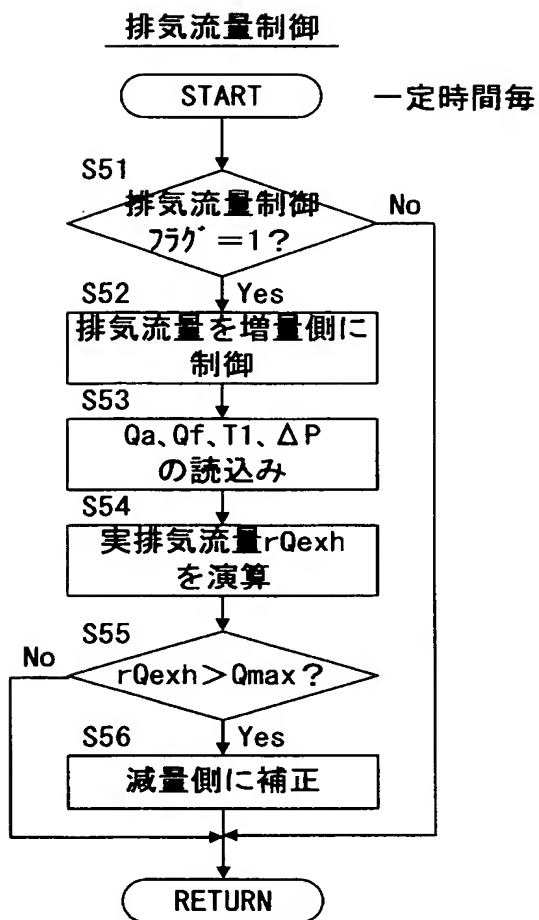 排気流量制御
START
一定時間毎
S51
排気流量制御
ﾌﾗｸﾞ=1?
No
S52
Yes
排気流量を増量側に
制御
S53
Qa、Qf、T1、ΔP
の読込み
S54
実排気流量rQexh
を演算
S55
No
rQexh>Qmax?
S56
Yes
減量側に補正
RETURN